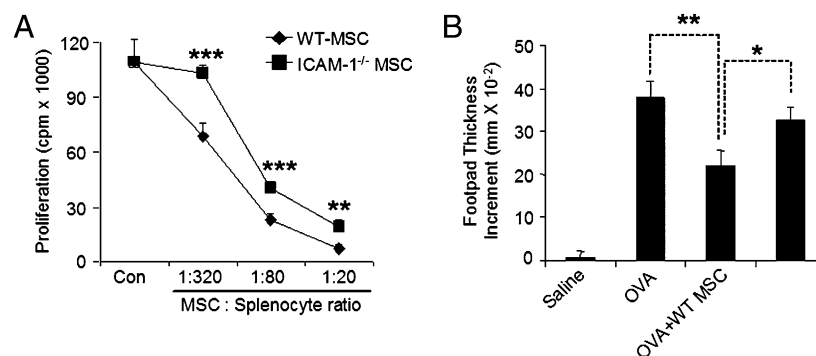 A
Proliferation (cpm x 1000)
120
90
60
30
0
***
***
**
WT-MSC
ICAM-1-/- MSC
Con
1:320
1:80
1:20
MSC : Splenocyte ratio
B
Footpad Thickness
Increment (mm X 10-2)
50
40
30
20
10
0
**
*
Saline
OVA
OVA+WT MSC